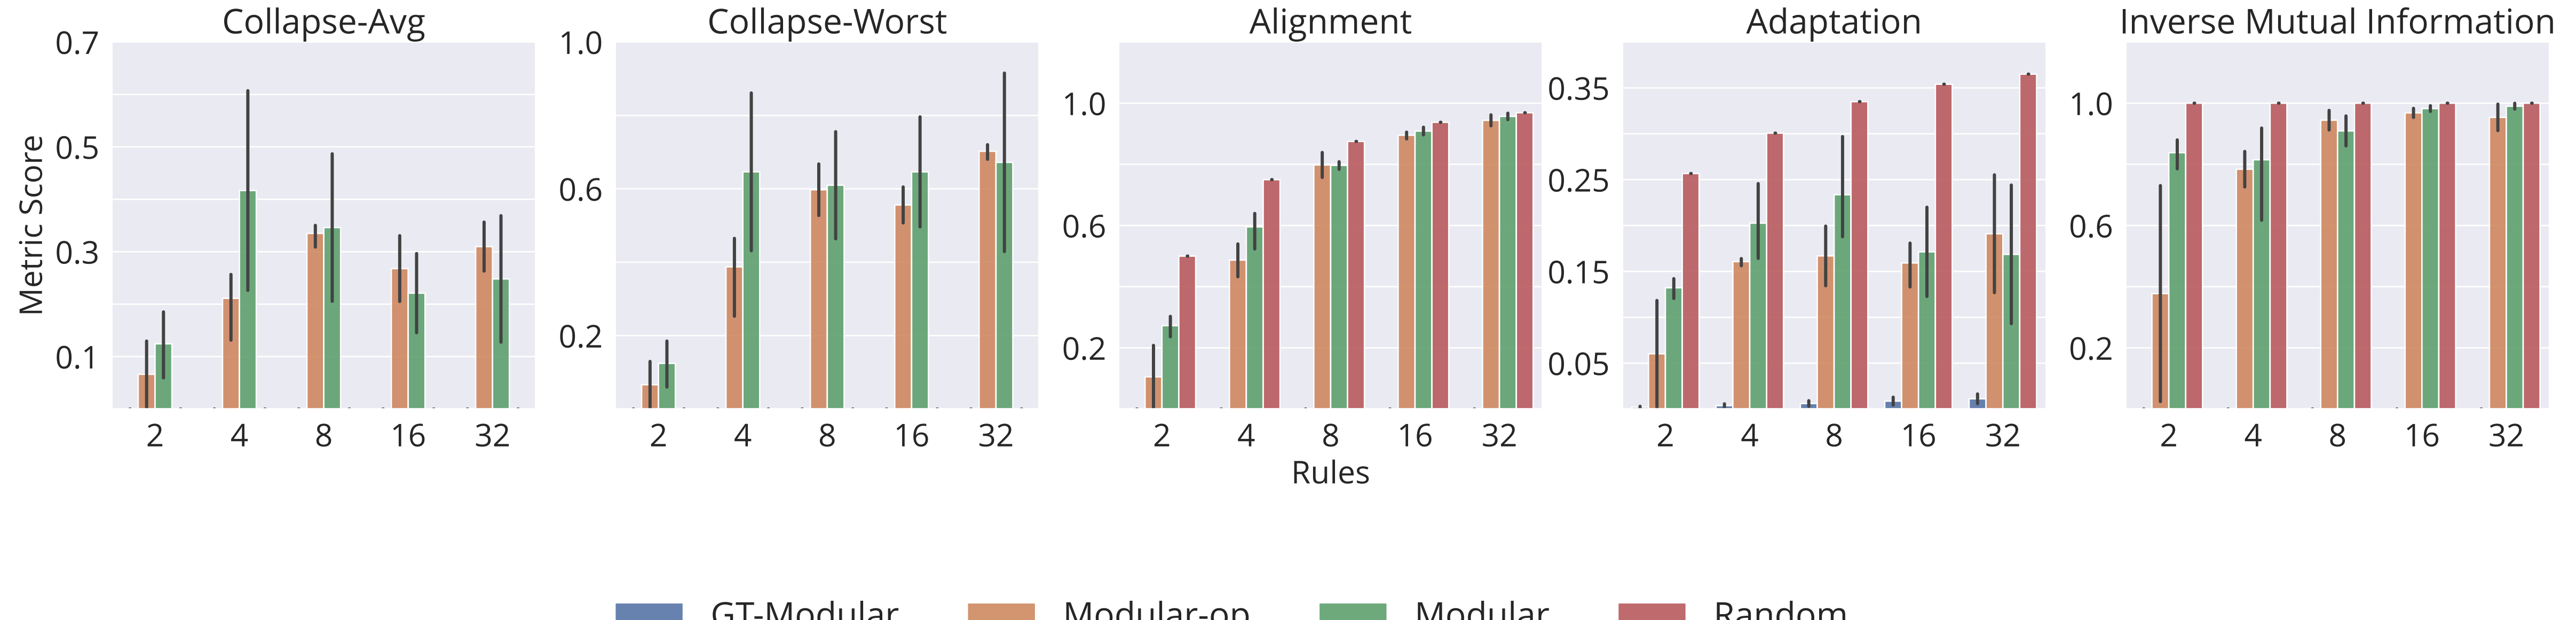 Collapse-Avg Collapse-Worst Alignment Adaptation Inverse Mutual Information
Metric Score
0.7
0.5
0.3
0.1
2 4 8 16 32
1.0
0.6
0.2
2 4 8 16 32
1.0
0.6
0.2
2 4 8 16 32
0.35
0.25
0.15
0.05
2 4 8 16 32
1.0
0.6
0.2
2 4 8 16 32
Rules
GT-Modular Modular-op Modular Random